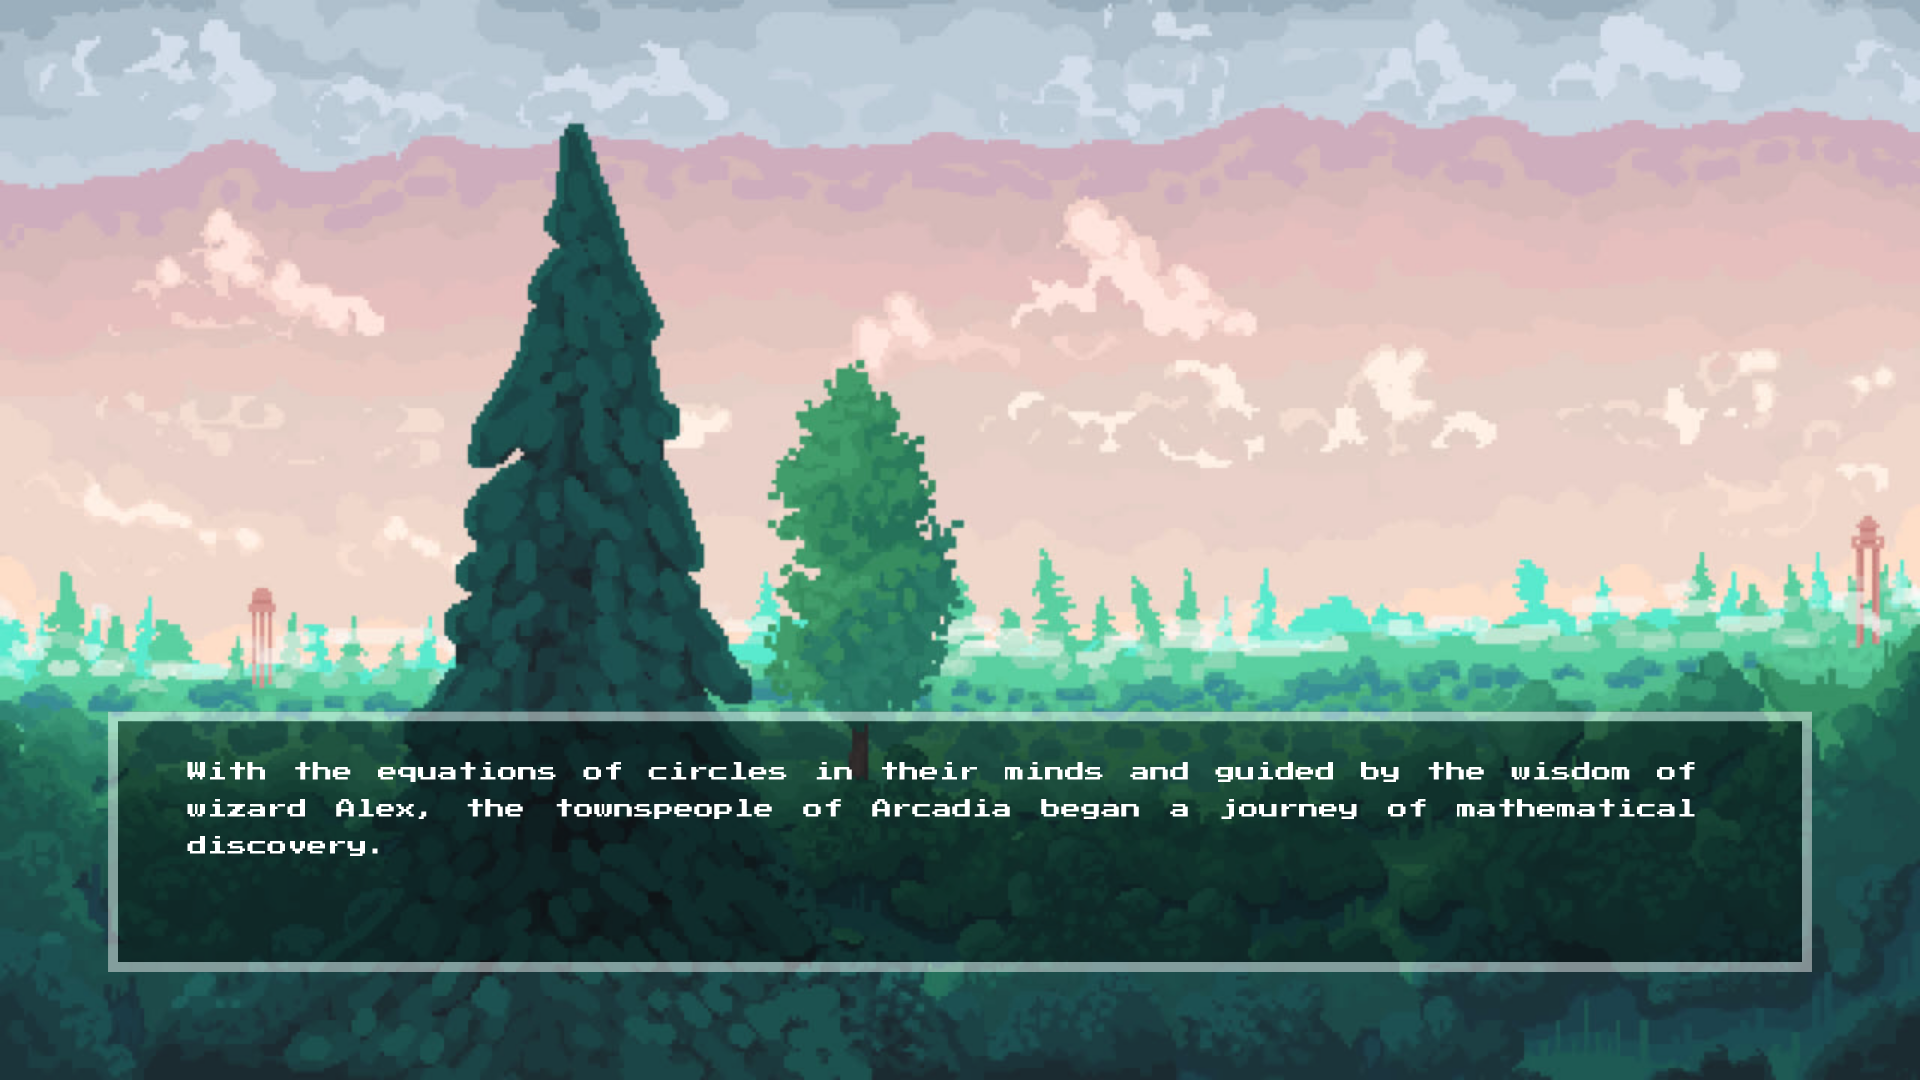 With the equations of circles in their minds and guided by the wisdom of
wizard Alex, the townspeople of Arcadia began a journey of mathematical
discovery.